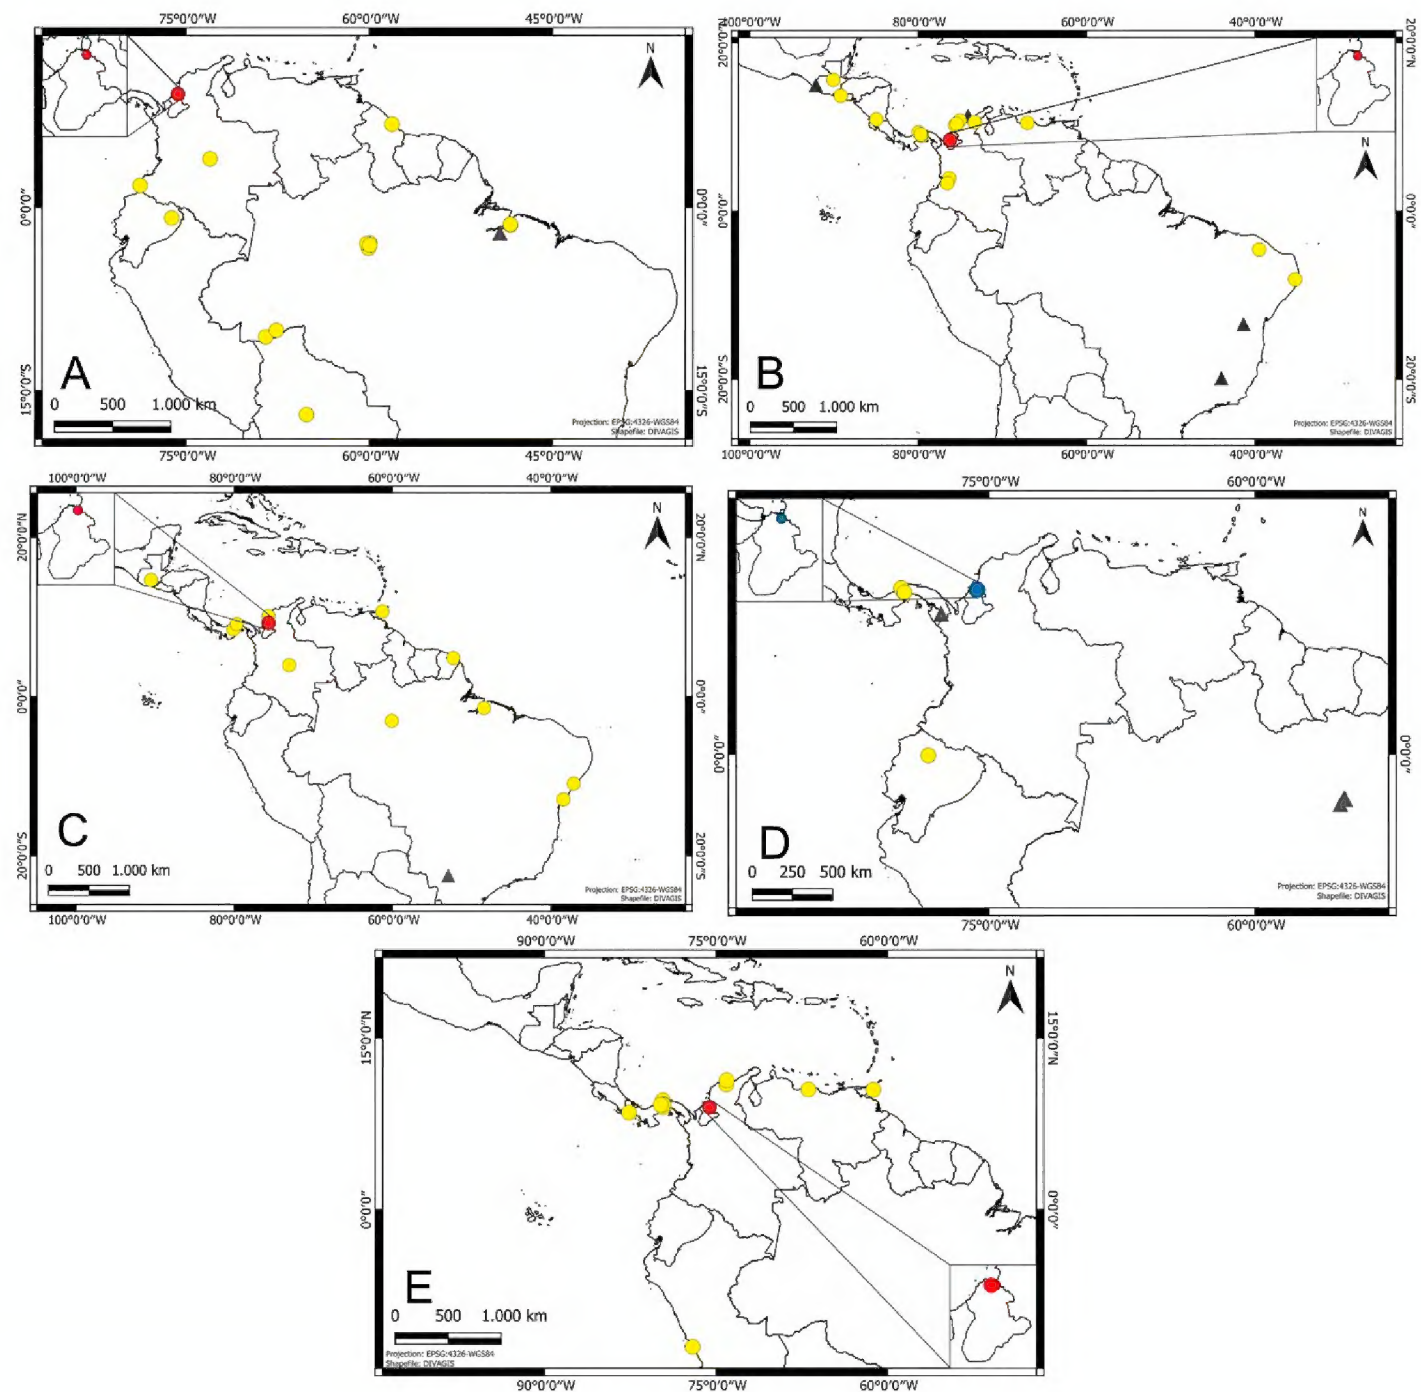 75°0'0"W 60°0'0"W 45°0'0"W
N
0°0'0" 0°0'0"
A
15°0'0"S 15°0'0"S
0 500 1.000 km
Projection: EPSG:4326-WGS84
Shapefile: DIVAGIS
75°0'0"W 60°0'0"W 45°0'0"W
100°0'0"W 80°0'0"W 60°0'0"W 40°0'0"W
20°0'0"N 20°0'0"N
N
0°0'0" 0°0'0"
B
20°0'0"S 20°0'0"S
0 500 1.000 km
Projection: EPSG:4326-WGS84
Shapefile: DIVAGIS
100°0'0"W 80°0'0"W 60°0'0"W 40°0'0"W
100°0'0"W 80°0'0"W 60°0'0"W 40°0'0"W
N
20°0'0"N 20°0'0"N
0°0'0" 0°0'0"
C
20°0'0"S 20°0'0"S
0 500 1.000 km
Projection: EPSG:4326-WGS84
Shapefile: DIVAGIS
100°0'0"W 80°0'0"W 60°0'0"W 40°0'0"W
75°0'0"W 60°0'0"W
N
0°0'0" 0°0'0"
D
0 250 500 km
Projection: EPSG:4326-WGS84
Shapefile: DIVAGIS
75°0'0"W 60°0'0"W
90°0'0"W 75°0'0"W 60°0'0"W
N
15°0'0"N 15°0'0"N
0°0'0" 0°0'0"
E
0 500 1.000 km
Projection: EPSG:4326-WGS84
Shapefile: DIVAGIS
90°0'0"W 75°0'0"W 60°0'0"W